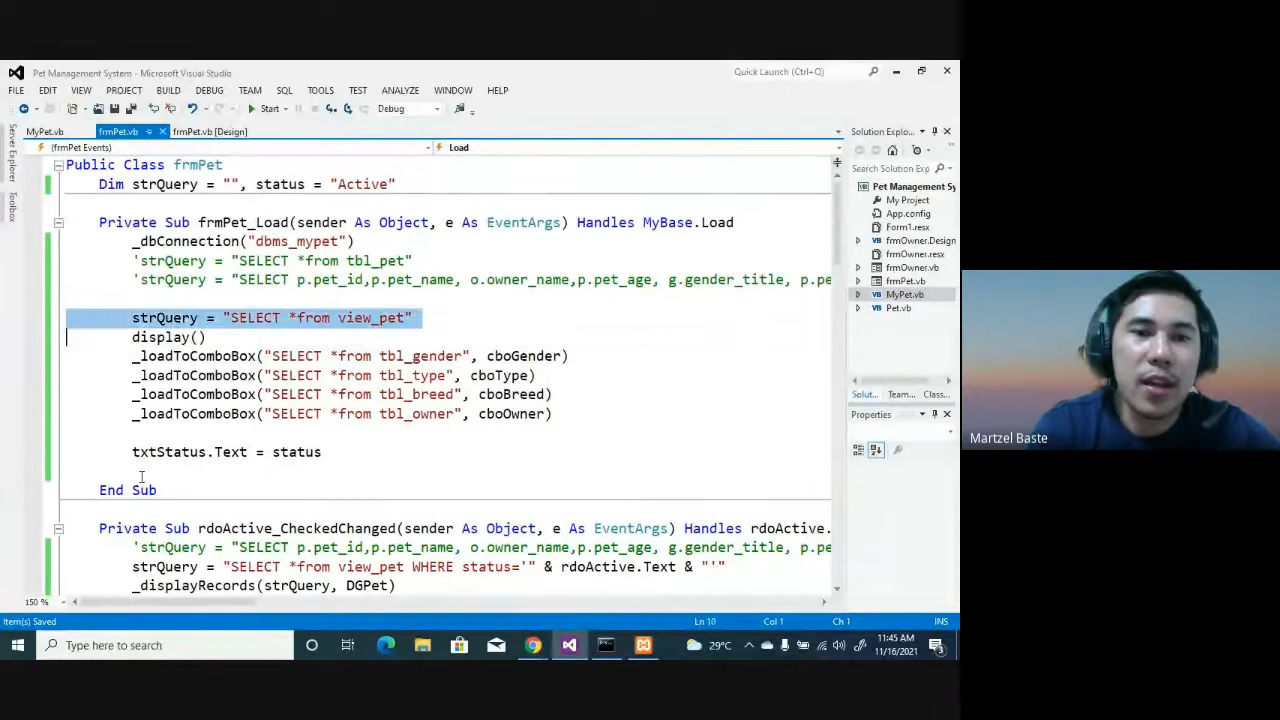 Pet Management System - Microsoft Visual Studio
Quick Launch (Ctrl+Q)
FILE EDIT VIEW PROJECT BUILD DEBUG TEAM SQL TOOLS TEST ANALYZE WINDOW HELP
Start Debug
MyPet.vb frmPet.vb frmPet.vb [Design]
Solution Explo...
(frmPet Events) Load
Server Explorer
Toolbox
Search Solution Exp
Public Class frmPet
Dim strQuery = "", status = "Active"
Private Sub frmPet_Load(sender As Object, e As EventArgs) Handles MyBase.Load
_dbConnection("dbms_mypet")
'strQuery = "SELECT *from tbl_pet"
'strQuery = "SELECT p.pet_id,p.pet_name, o.owner_name,p.pet_age, g.gender_title, p.pe
strQuery = "SELECT *from view_pet"
display()
_loadToComboBox("SELECT *from tbl_gender", cboGender)
_loadToComboBox("SELECT *from tbl_type", cboType)
_loadToComboBox("SELECT *from tbl_breed", cboBreed)
_loadToComboBox("SELECT *from tbl_owner", cboOwner)
txtStatus.Text = status
End Sub
Private Sub rdoActive_CheckedChanged(sender As Object, e As EventArgs) Handles rdoActive.
'strQuery = "SELECT p.pet_id,p.pet_name, o.owner_name,p.pet_age, g.gender_title, p.pe
strQuery = "SELECT *from view_pet WHERE status='" & rdoActive.Text & "'"
_displayRecords(strQuery, DGPet)
Pet Management Sy
My Project
App.config
Form1.resx
frmOwner.Design
frmOwner.resx
frmOwner.vb
frmPet.vb
MyPet.vb
Pet.vb
Solut... Team... Class...
Properties
150 %
Item(s) Saved Ln 10 Col 1 Ch 1 INS
Type here to search
29°C
11:45 AM
11/16/2021
3
Martzel Baste